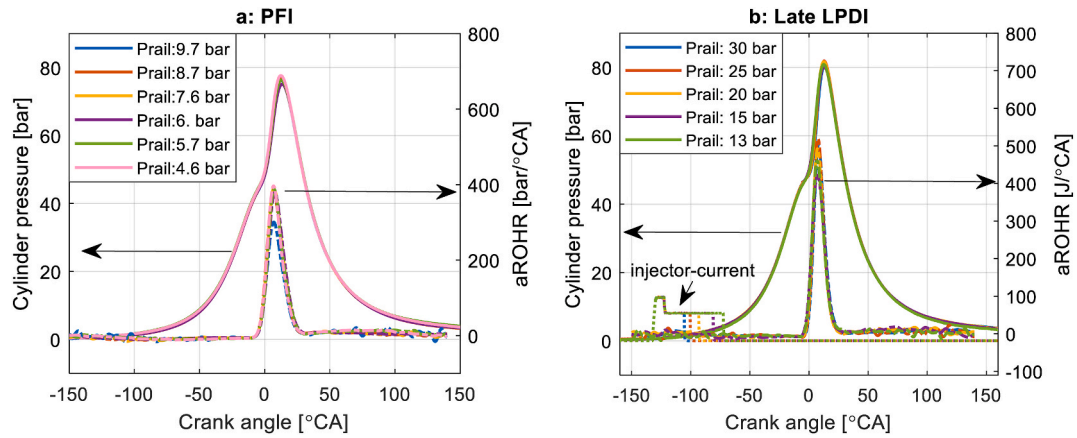 a: PFI
Prail:9.7 bar
Prail:8.7 bar
Prail:7.6 bar
Prail:6. bar
Prail:5.7 bar
Prail:4.6 bar
Cylinder pressure [bar]
80
60
40
20
0
800
600
400
200
0
aROHR [bar/°CA]
-150 -100 -50 0 50 100 150
Crank angle [°CA]
b: Late LPDI
Prail: 30 bar
Prail: 25 bar
Prail: 20 bar
Prail: 15 bar
Prail: 13 bar
injector-current
Cylinder pressure [bar]
80
60
40
20
0
800
700
600
500
400
300
200
100
0
-100
aROHR [J/°CA]
-150 -100 -50 0 50 100 150
Crank angle [°CA]